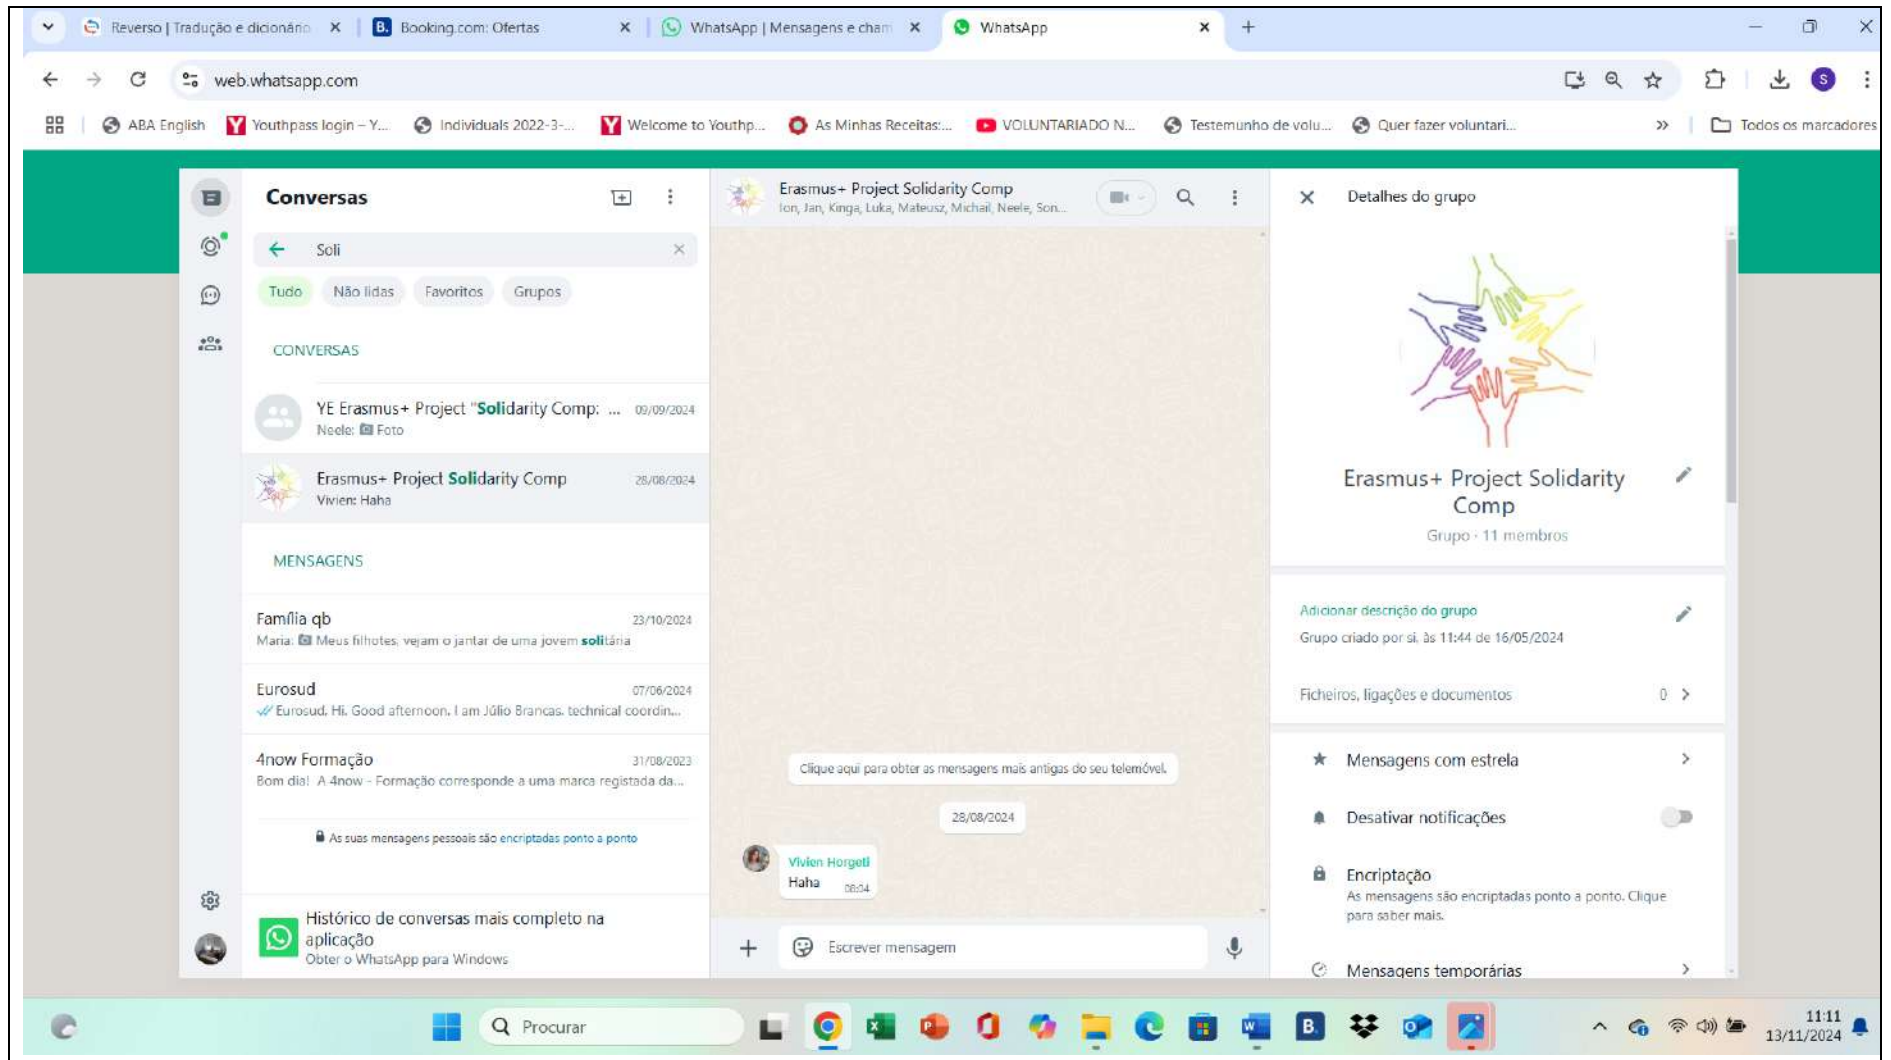 Reverso | Tradução e dicionário
Booking.com: Ofertas
WhatsApp | Mensagens e cham
WhatsApp
web.whatsapp.com
S
ABA English
Youthpass login – Y...
Individuals 2022-3-...
Welcome to Youthp...
As Minhas Receitas:...
VOLUNTARIADO N...
Testemunho de volu...
Quer fazer voluntari...
Todos os marcadores
Conversas
Soli
Tudo
Não lidas
Favoritos
Grupos
CONVERSAS
YE Erasmus+ Project "Solidarity Comp: ... 09/09/2024
Neele: Foto
Erasmus+ Project Solidarity Comp 28/08/2024
Vivien: Haha
MENSAGENS
Família qb 23/10/2024
Maria: Meus filhotes, vejam o jantar de uma jovem solitária
Eurosud 07/06/2024
Eurosud, Hi. Good afternoon. I am Júlio Brancas, technical coordin...
4now Formação 31/08/2023
Bom dia! A 4now - Formação corresponde a uma marca registada da...
As suas mensagens pessoais são encriptadas ponto a ponto
Histórico de conversas mais completo na
aplicação
Obter o WhatsApp para Windows
Erasmus+ Project Solidarity Comp
Ion, Jan, Kinga, Luka, Mateusz, Michail, Neele, Son...
Clique aqui para obter as mensagens mais antigas do seu telemóvel.
28/08/2024
Vivien Horgeti
Haha 08:04
Escrever mensagem
Detalhes do grupo
Erasmus+ Project Solidarity
Comp
Grupo · 11 membros
Adicionar descrição do grupo
Grupo criado por si, às 11:44 de 16/05/2024
Ficheiros, ligações e documentos 0
Mensagens com estrela
Desativar notificações
Encriptação
As mensagens são encriptadas ponto a ponto. Clique
para saber mais.
Mensagens temporárias
Procurar
11:11
13/11/2024